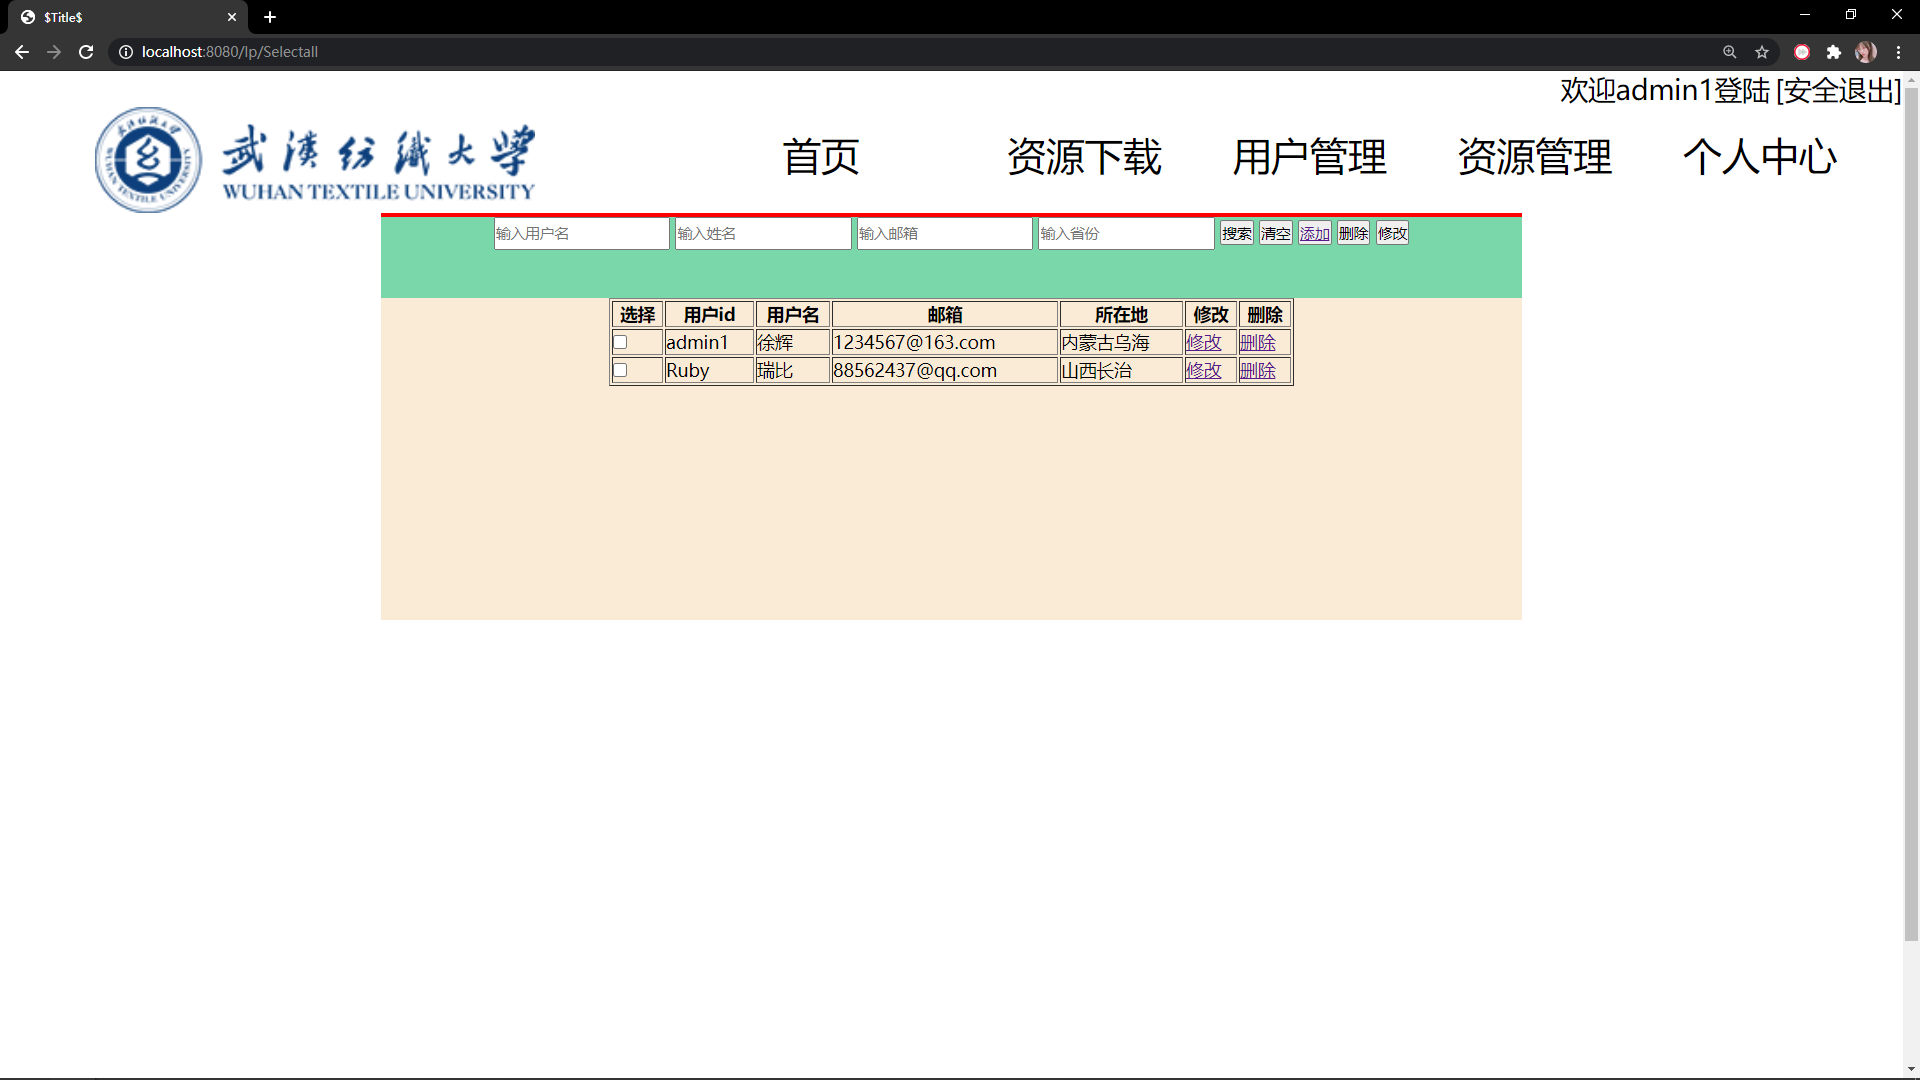 $Title$
localhost:8080/lp/Selectall
欢迎admin1登陆 [安全退出]
武汉纺织大学
WUHAN TEXTILE UNIVERSITY
首页 资源下载 用户管理 资源管理 个人中心
输入用户名 输入姓名 输入邮箱 输入省份 搜索 清空 添加 删除 修改
选择 用户id 用户名 邮箱 所在地 修改 删除
admin1 徐辉 1234567@163.com 内蒙古乌海 修改 删除
Ruby 瑞比 88562437@qq.com 山西长治 修改 删除